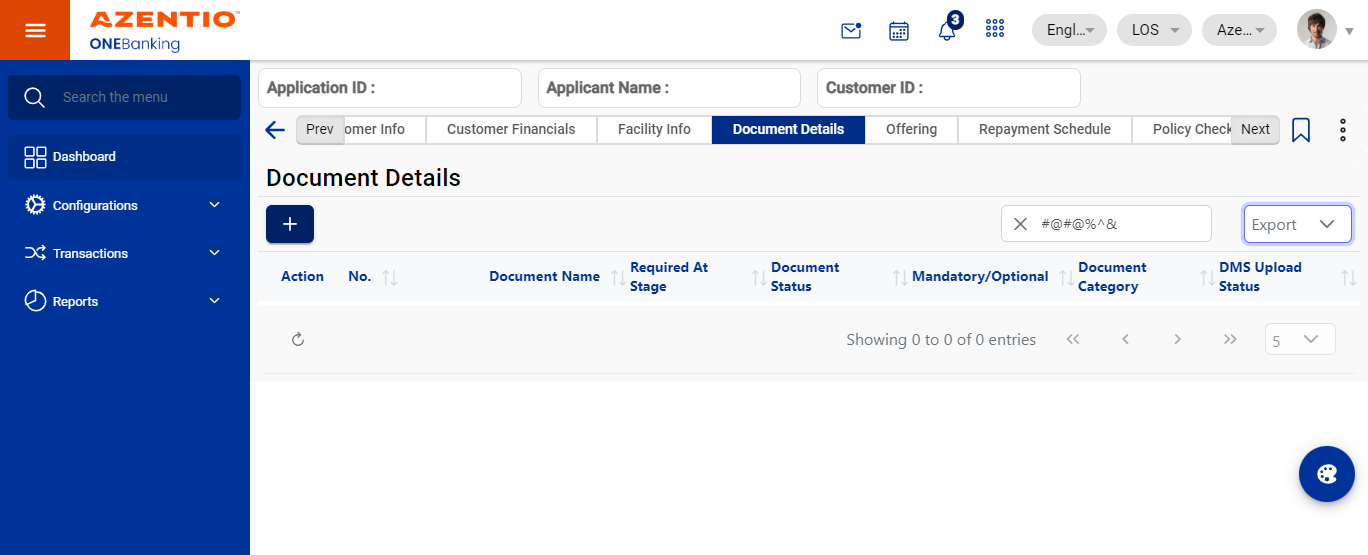 AZENTIO™
ONEBanking
3
Engl...
LOS
Aze...
Search the menu
Dashboard
Configurations
Transactions
Reports
Application ID :
Applicant Name :
Customer ID :
Prev
omer Info
Customer Financials
Facility Info
Document Details
Offering
Repayment Schedule
Policy Check
Next
Document Details
+
#@#@%^&
Export
Action
No.
Document Name
Required At
Stage
Document
Status
Mandatory/Optional
Document
Category
DMS Upload
Status
Showing 0 to 0 of 0 entries
5